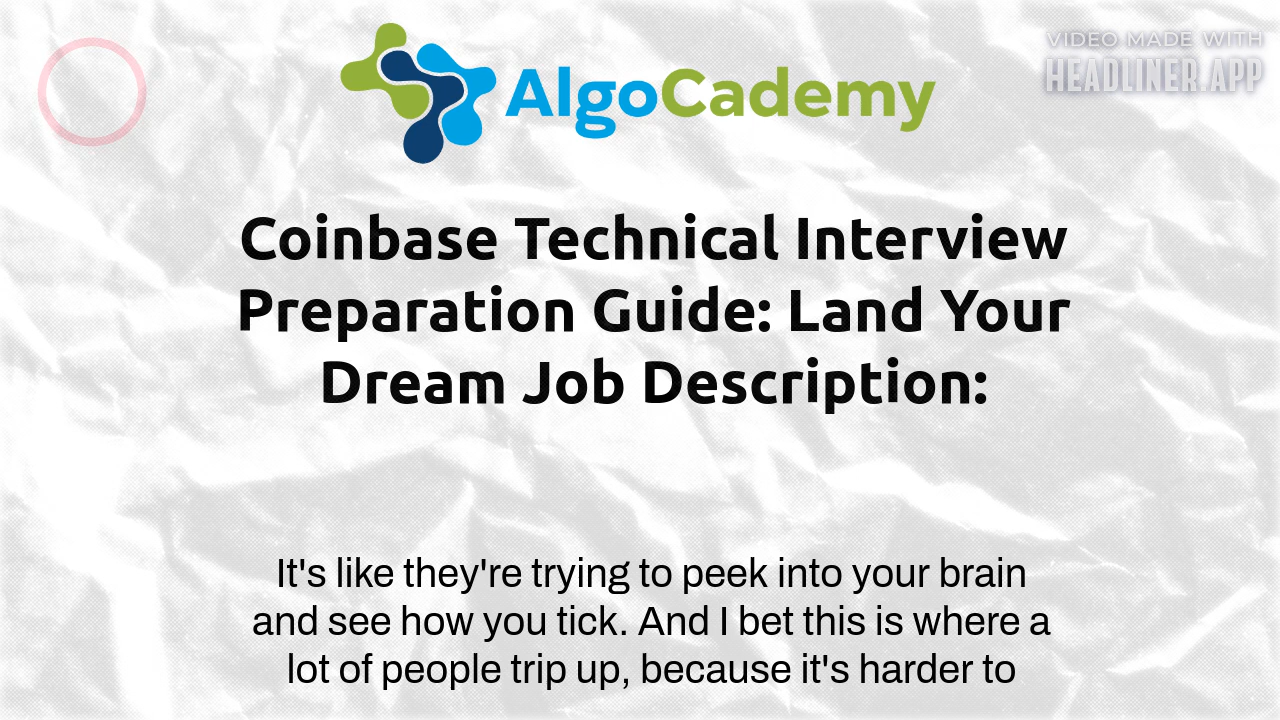 VIDEO MADE WITH
HEADLINER.APP
AlgoCademy
Coinbase Technical Interview
Preparation Guide: Land Your
Dream Job Description:
It's like they're trying to peek into your brain
and see how you tick. And I bet this is where a
lot of people trip up, because it's harder to